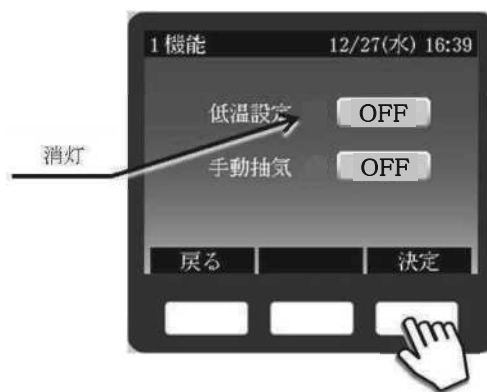 1 機能 12/27(水) 16:39
低温設定 OFF
消灯
手動抽気 OFF
戻る 決定